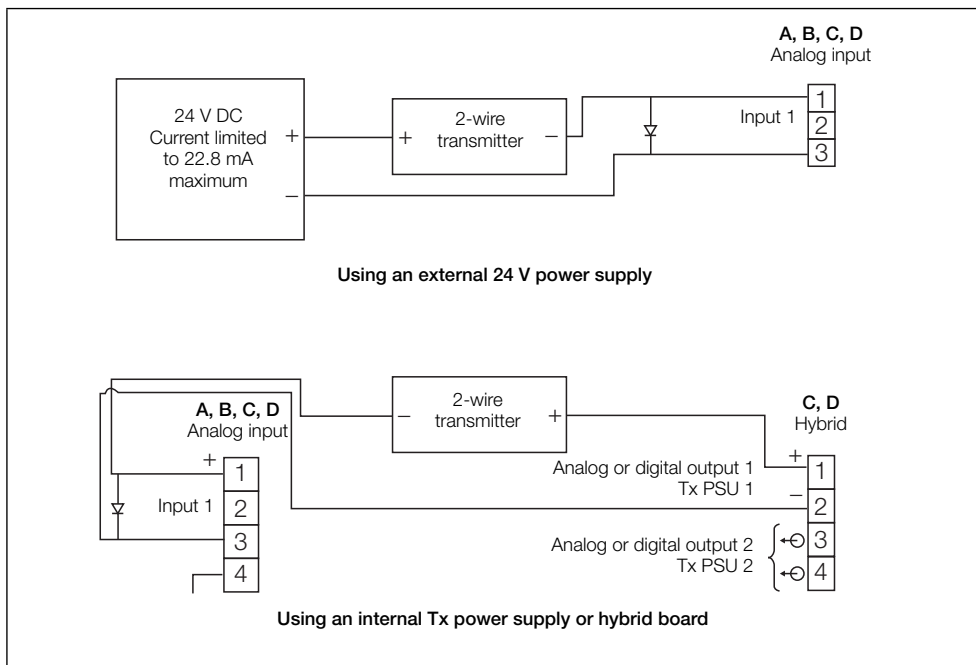 A, B, C, D
Analog input
24 V DC
Current limited
to 22.8 mA
maximum
+
−
+
2-wire
transmitter
−
Input 1
1
2
3
Using an external 24 V power supply
A, B, C, D
Analog input
+
Input 1
1
2
3
4
−
2-wire
transmitter
+
C, D
Hybrid
Analog or digital output 1
Tx PSU 1
+
−
1
2
Analog or digital output 2
Tx PSU 2
3
4
Using an internal Tx power supply or hybrid board